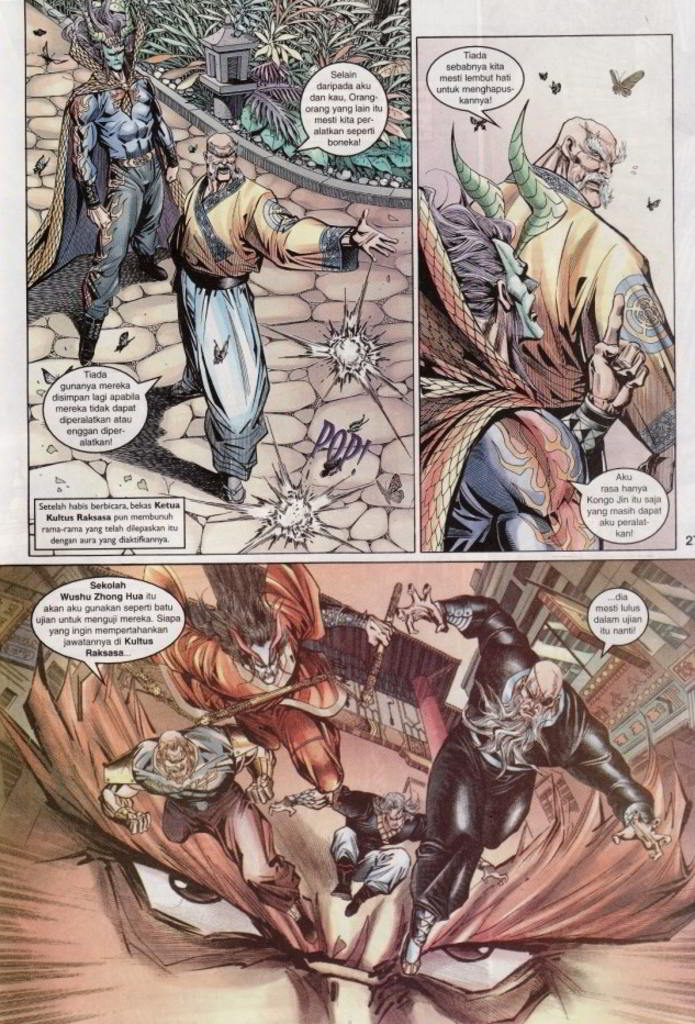 Selain
daripada aku
dan kau, Orang-
orang yang lain itu
mesti kita per-
alatkan seperti
boneka!
Tiada
gunanya mereka
disimpan lagi apabila
mereka tidak dapat
diperalatkan atau
enggan diper-
alatkan!
POP!
Setelah habis berbicara, bekas Ketua
Kultus Raksasa pun membunuh
rama-rama yang telah dilepaskan itu
dengan aura yang diaktifkannya.
Tiada
sebabnya kita
mesti lembut hati
untuk menghapus-
kannya!
Aku
rasa hanya
Kongo Jin itu saja
yang masih dapat
aku peralat-
kan!
Sekolah
Wushu Zhong Hua itu
akan aku gunakan seperti batu
ujian untuk menguji mereka. Siapa
yang ingin mempertahankan
jawatannya di Kultus
Raksasa...
...dia
mesti lulus
dalam ujian
itu nanti!